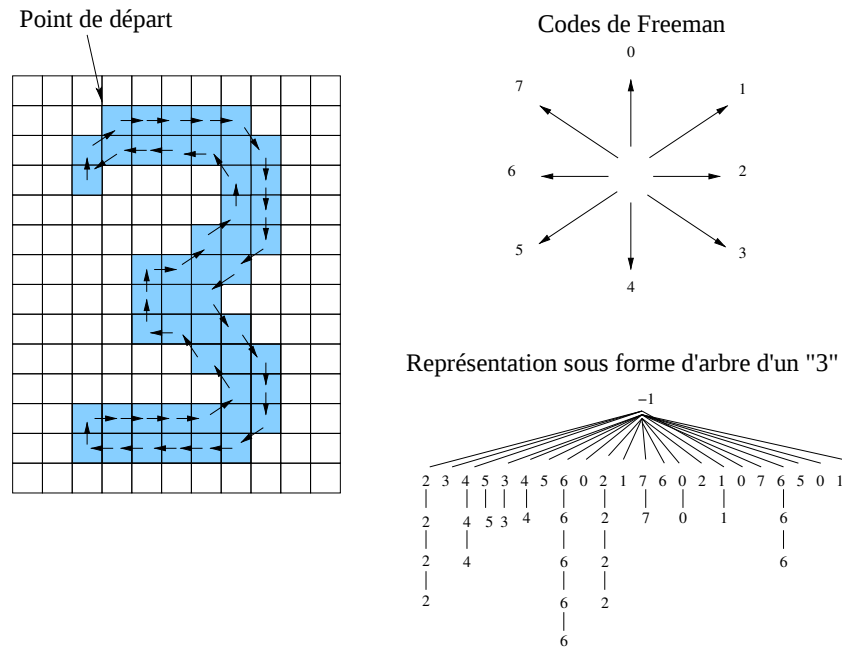 Point de départ
Codes de Freeman
0
7 1
6 2
5 3
4
Représentation sous forme d'arbre d'un "3"
−1
2 3 4 5 3 4 5 6 0 2 1 7 6 0 2 1 0 7 6 5 0 1
2 4 5 3 4 6 2 7 0 1 6
2 4 6 2 6
2 6 2
6